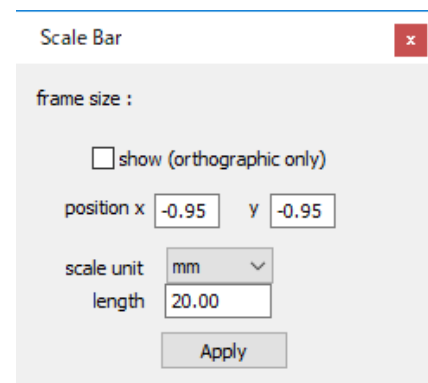 Scale Bar
x
frame size :
show (orthographic only)
position x -0.95 y -0.95
scale unit mm
length 20.00
Apply